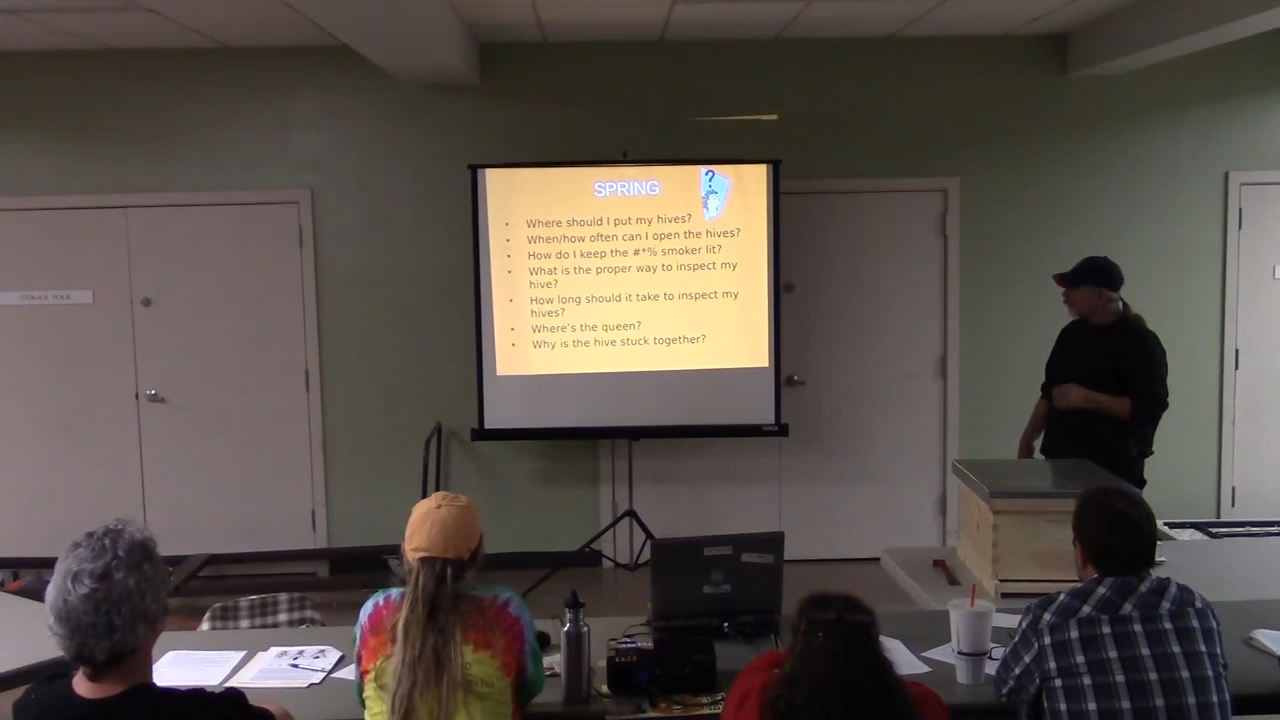 SPRING
?
• Where should I put my hives?
• When/how often can I open the hives?
• How do I keep the #*% smoker lit?
• What is the proper way to inspect my
hive?
• How long should it take to inspect my
hives?
• Where's the queen?
• Why is the hive stuck together?